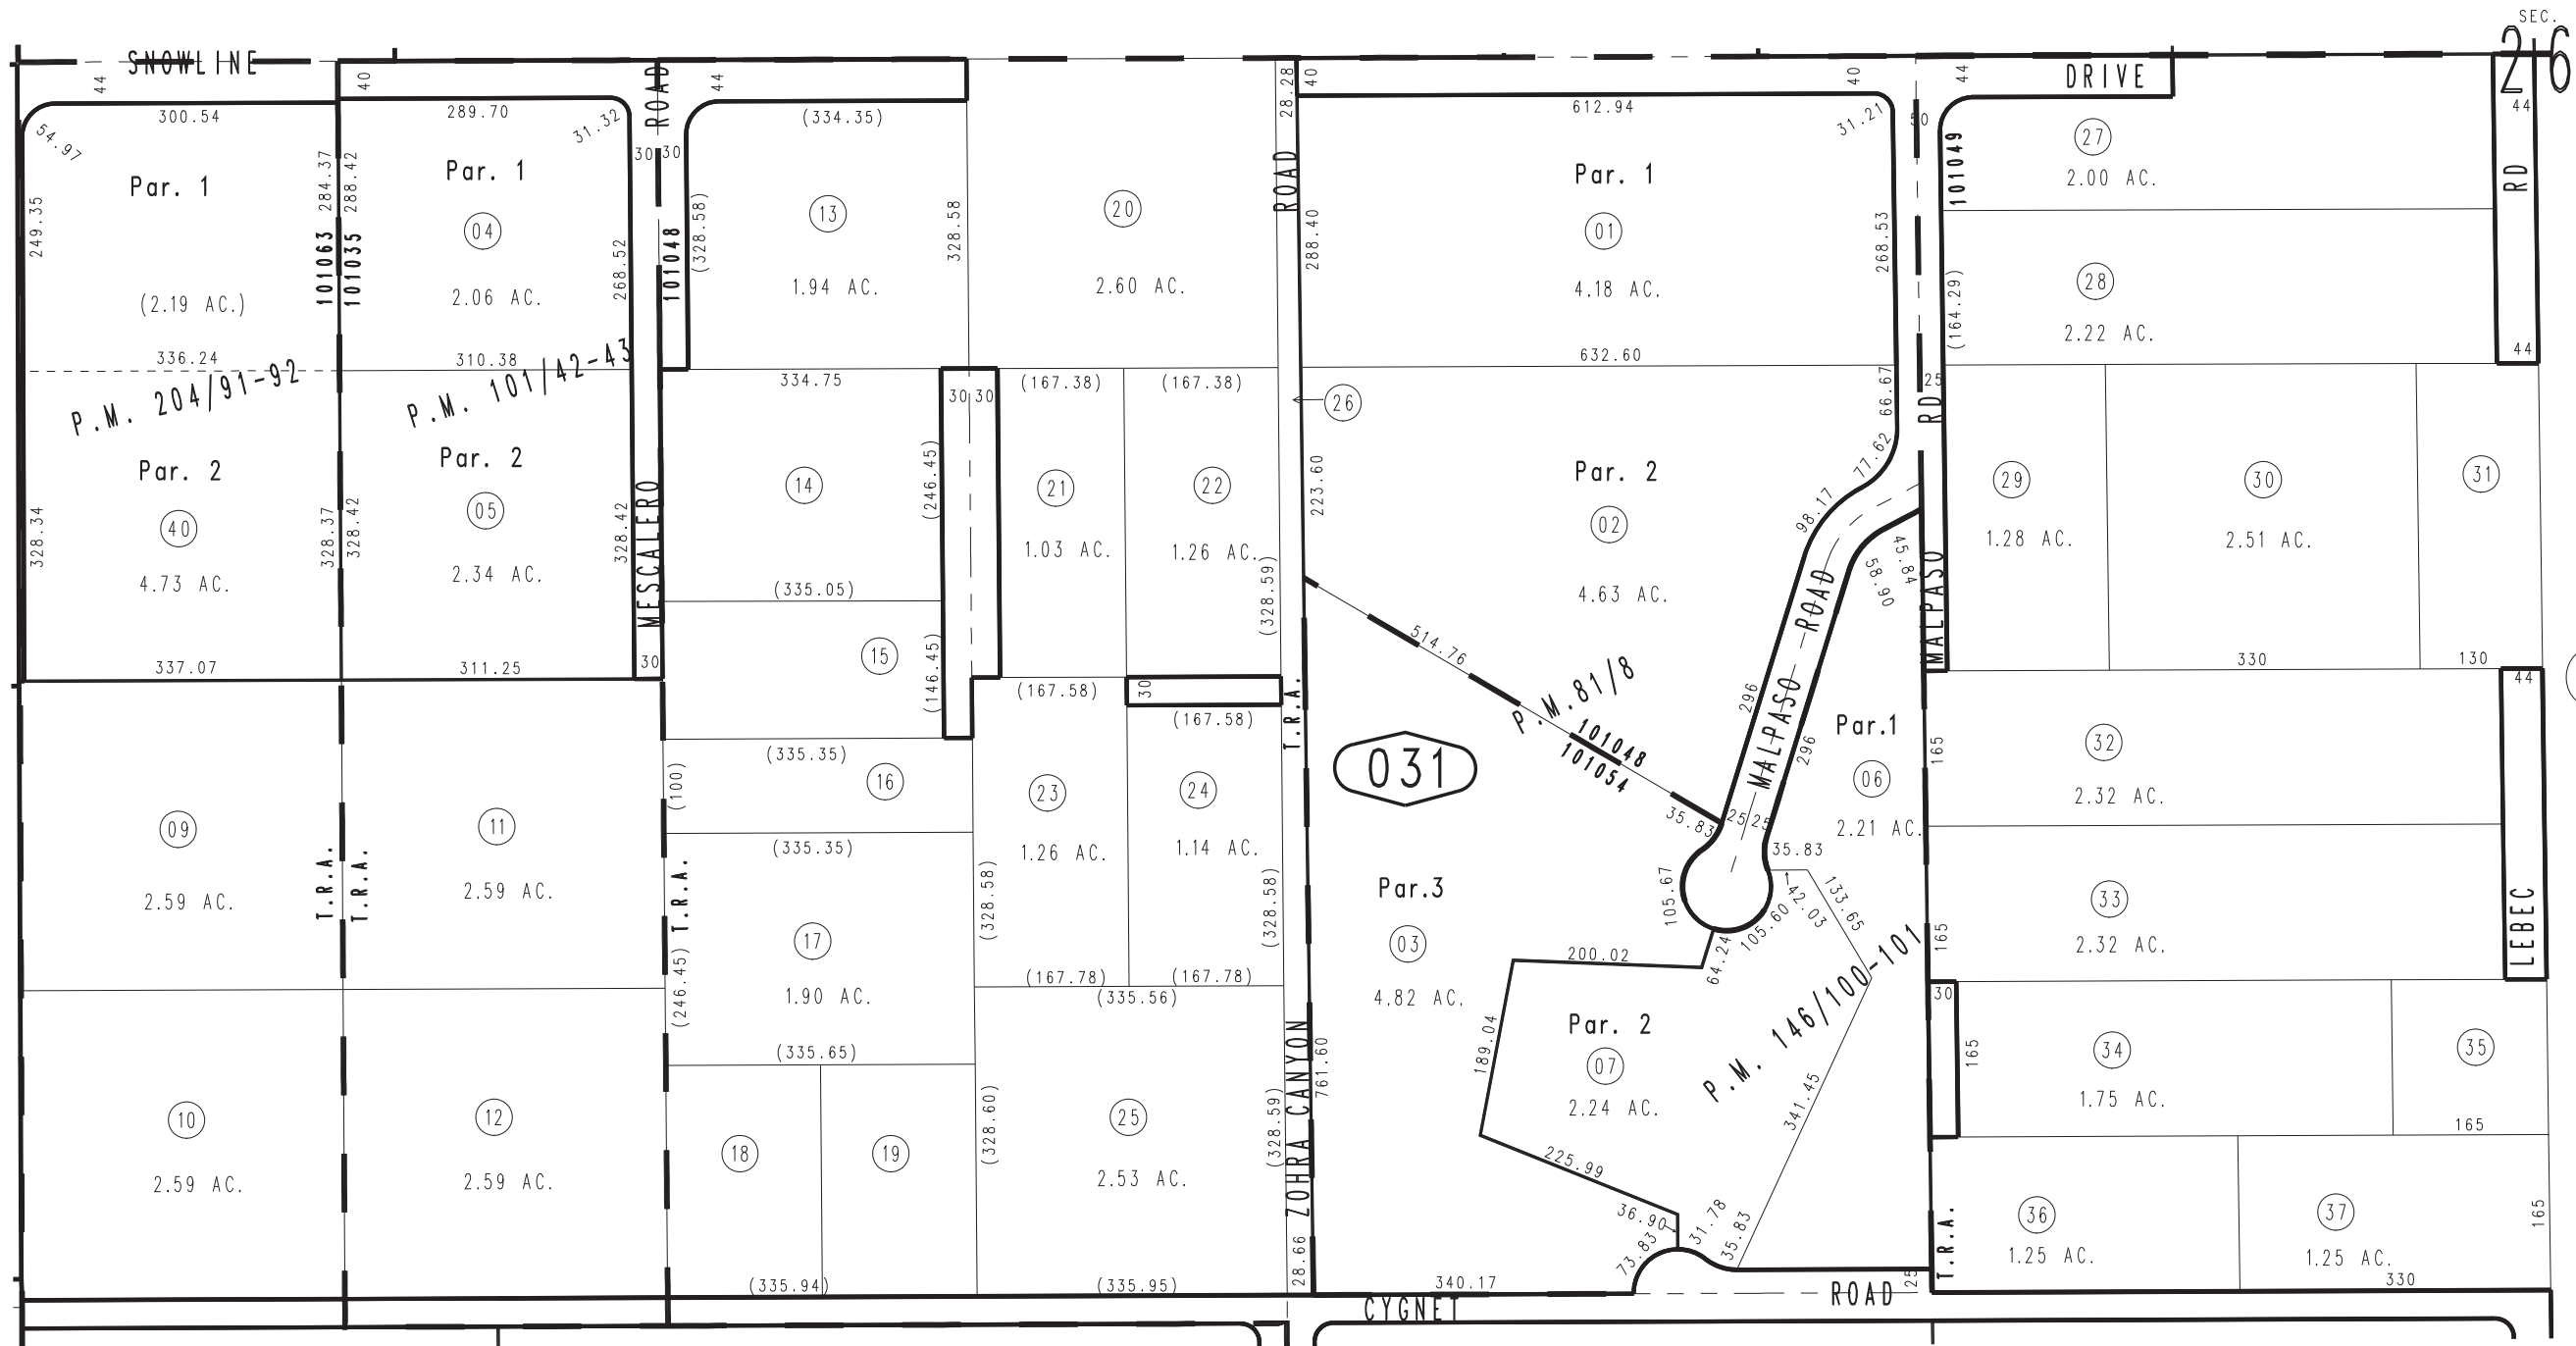 SEC.
26
SNOWLINE
DRIVE
44
40
ROAD
44
28.28
40
40
44
44
300.54
289.70
31.32
(334.35)
612.94
31.21
50
54.97
30
30
ROAD
101049
27
2.00 AC.
RD
Par. 1
249.35
(2.19 AC.)
336.24
284.37
288.42
101063
101035
Par. 1
04
2.06 AC.
268.52
310.38
101048
(328.58)
13
1.94 AC.
328.58
20
2.60 AC.
288.40
Par. 1
01
4.18 AC.
268.53
632.60
(164.29)
28
2.22 AC.
44
P.M. 204/91-92
P.M. 101/42-43
334.75
30
30
(167.38)
(167.38)
26
66.67
25
RD
Par. 2
40
4.73 AC.
328.34
328.37
328.42
337.07
Par. 2
05
2.34 AC.
328.42
311.25
MESCALERO
30
14
(246.45)
(335.05)
21
1.03 AC.
22
1.26 AC.
(328.59)
223.60
Par. 2
02
4.63 AC.
77.62
98.17
45.84
58.90
MALPASO
29
1.28 AC.
30
2.51 AC.
31
330
130
15
(146.45)
(335.35)
(167.58)
30
(167.58)
T.R.A.
514.76
P.M.81/8
101048
101054
296
MALPASO ROAD
MALPASO
ROAD
296
35.83
25
25
031
Par.1
06
2.21 AC.
165
32
2.32 AC.
44
(100)
16
(335.35)
23
1.26 AC.
24
1.14 AC.
(328.58)
(328.58)
(167.78)
(167.78)
09
2.59 AC.
T.R.A.
T.R.A.
11
2.59 AC.
T.R.A.
(246.45)
17
1.90 AC.
(335.65)
(335.56)
Par.3
03
4.82 AC.
105.67
35.83
42.03
133.65
105.60
64.24
200.02
189.04
Par. 2
07
2.24 AC.
P.M. 146/100-101
341.45
225.99
165
33
2.32 AC.
LEBEC
30
165
34
1.75 AC.
35
165
10
2.59 AC.
12
2.59 AC.
18
19
(335.94)
(328.60)
25
2.53 AC.
(328.59)
(335.95)
ZOHRA CANYON
761.60
28.66
340.17
36.90
73.83
31.78
35.83
25
T.R.A.
36
1.25 AC.
37
1.25 AC.
330
165
CYGNET
ROAD